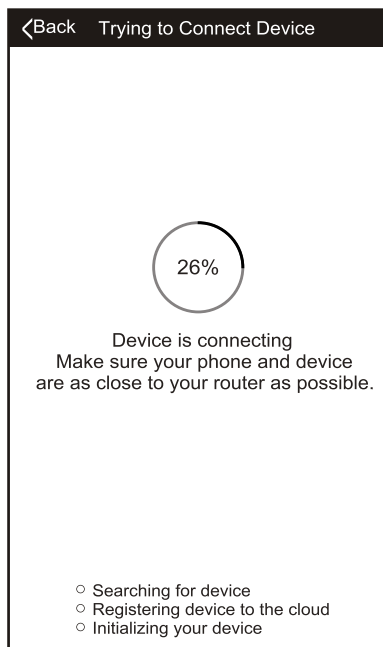 Back Trying to Connect Device
26%
Device is connecting
Make sure your phone and device
are as close to your router as possible.
Searching for device
Registering device to the cloud
Initializing your device